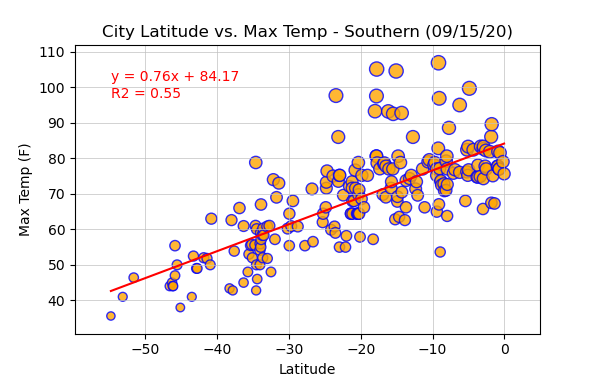 City Latitude vs. Max Temp - Southern (09/15/20)
y = 0.76x + 84.17
R2 = 0.55
Max Temp (F)
110
100
90
80
70
60
50
40
−50 −40 −30 −20 −10 0
Latitude